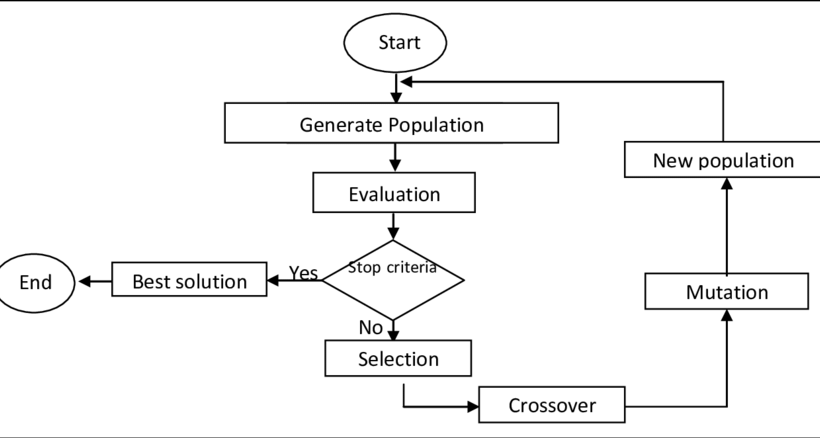 Start
Generate Population
New population
Evaluation
Stop criteria
Yes
End
Best solution
Mutation
No
Selection
Crossover